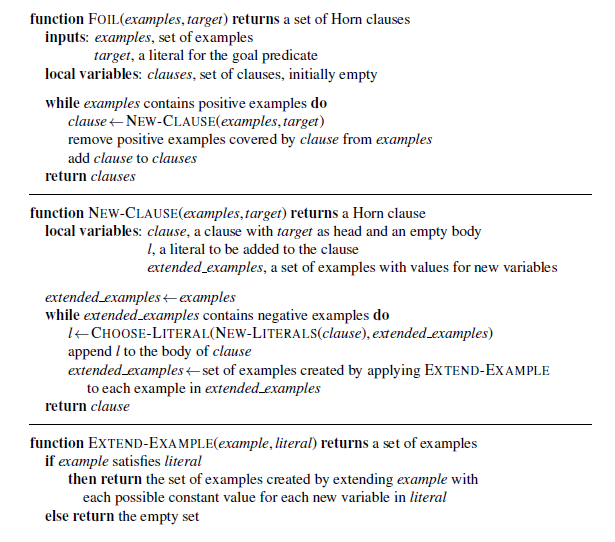 function FOIL(examples, target) returns a set of Horn clauses
inputs: examples, set of examples
target, a literal for the goal predicate
local variables: clauses, set of clauses, initially empty
while examples contains positive examples do
clause ← NEW-CLAUSE(examples, target)
remove positive examples covered by clause from examples
add clause to clauses
return clauses
function NEW-CLAUSE(examples, target) returns a Horn clause
local variables: clause, a clause with target as head and an empty body
l, a literal to be added to the clause
extended_examples, a set of examples with values for new variables
extended_examples ← examples
while extended_examples contains negative examples do
l ← CHOOSE-LITERAL(NEW-LITERALS(clause), extended_examples)
append l to the body of clause
extended_examples ← set of examples created by applying EXTEND-EXAMPLE
to each example in extended_examples
return clause
function EXTEND-EXAMPLE(example, literal) returns a set of examples
if example satisfies literal
then return the set of examples created by extending example with
each possible constant value for each new variable in literal
else return the empty set